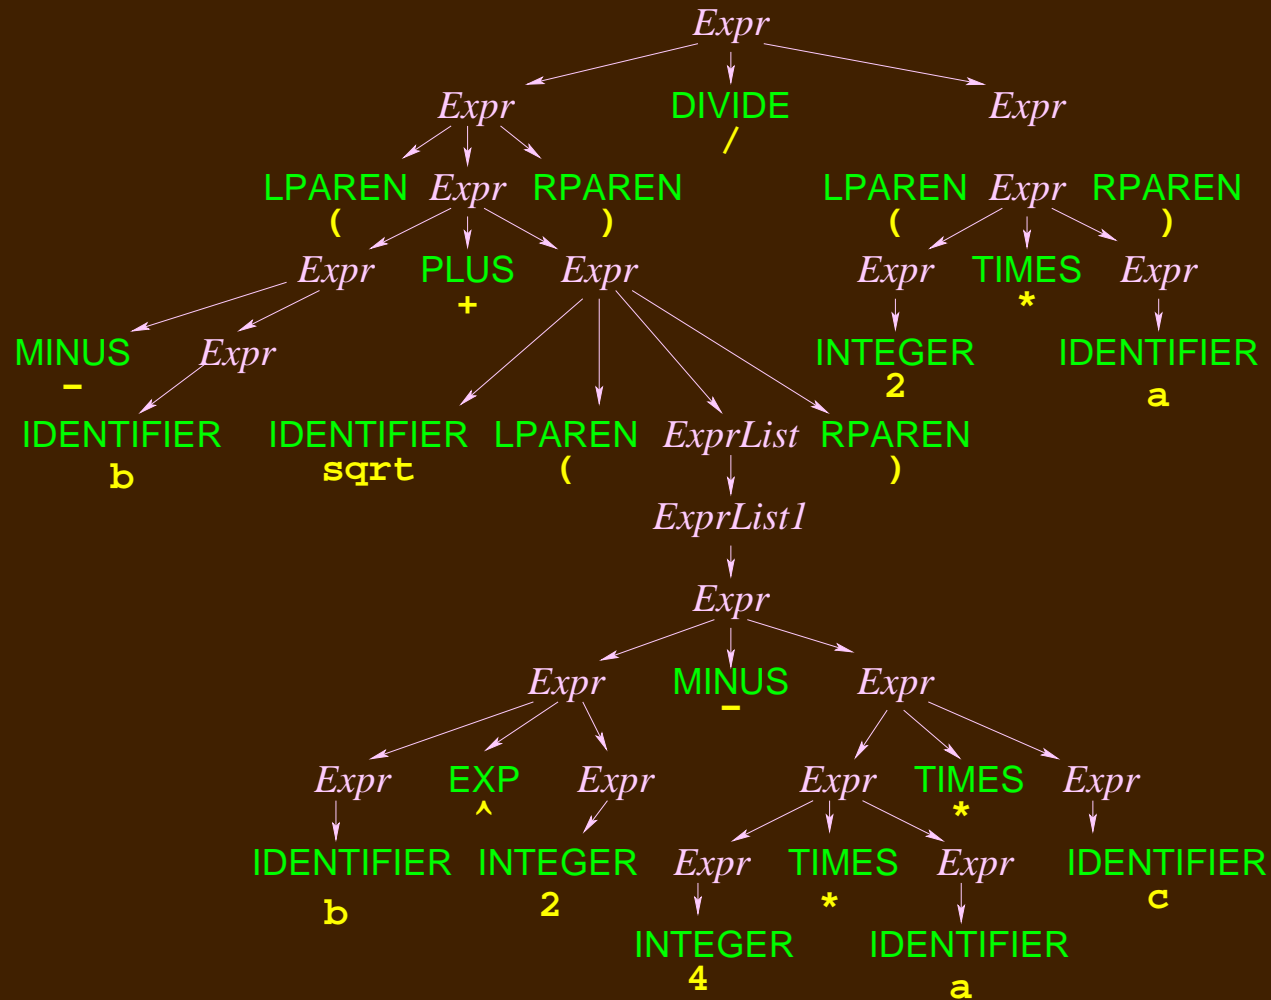 Expr
Expr DIVIDE Expr
/
LPAREN Expr RPAREN LPAREN Expr RPAREN
( ) ( )
Expr PLUS Expr Expr TIMES Expr
+ *
MINUS Expr INTEGER IDENTIFIER
- 2 a
IDENTIFIER IDENTIFIER LPAREN ExprList RPAREN
b sqrt ( )
ExprList1
Expr
Expr MINUS Expr
-
Expr EXP Expr Expr TIMES Expr
^ *
IDENTIFIER INTEGER Expr TIMES Expr IDENTIFIER
b 2 * c
INTEGER IDENTIFIER
4 a